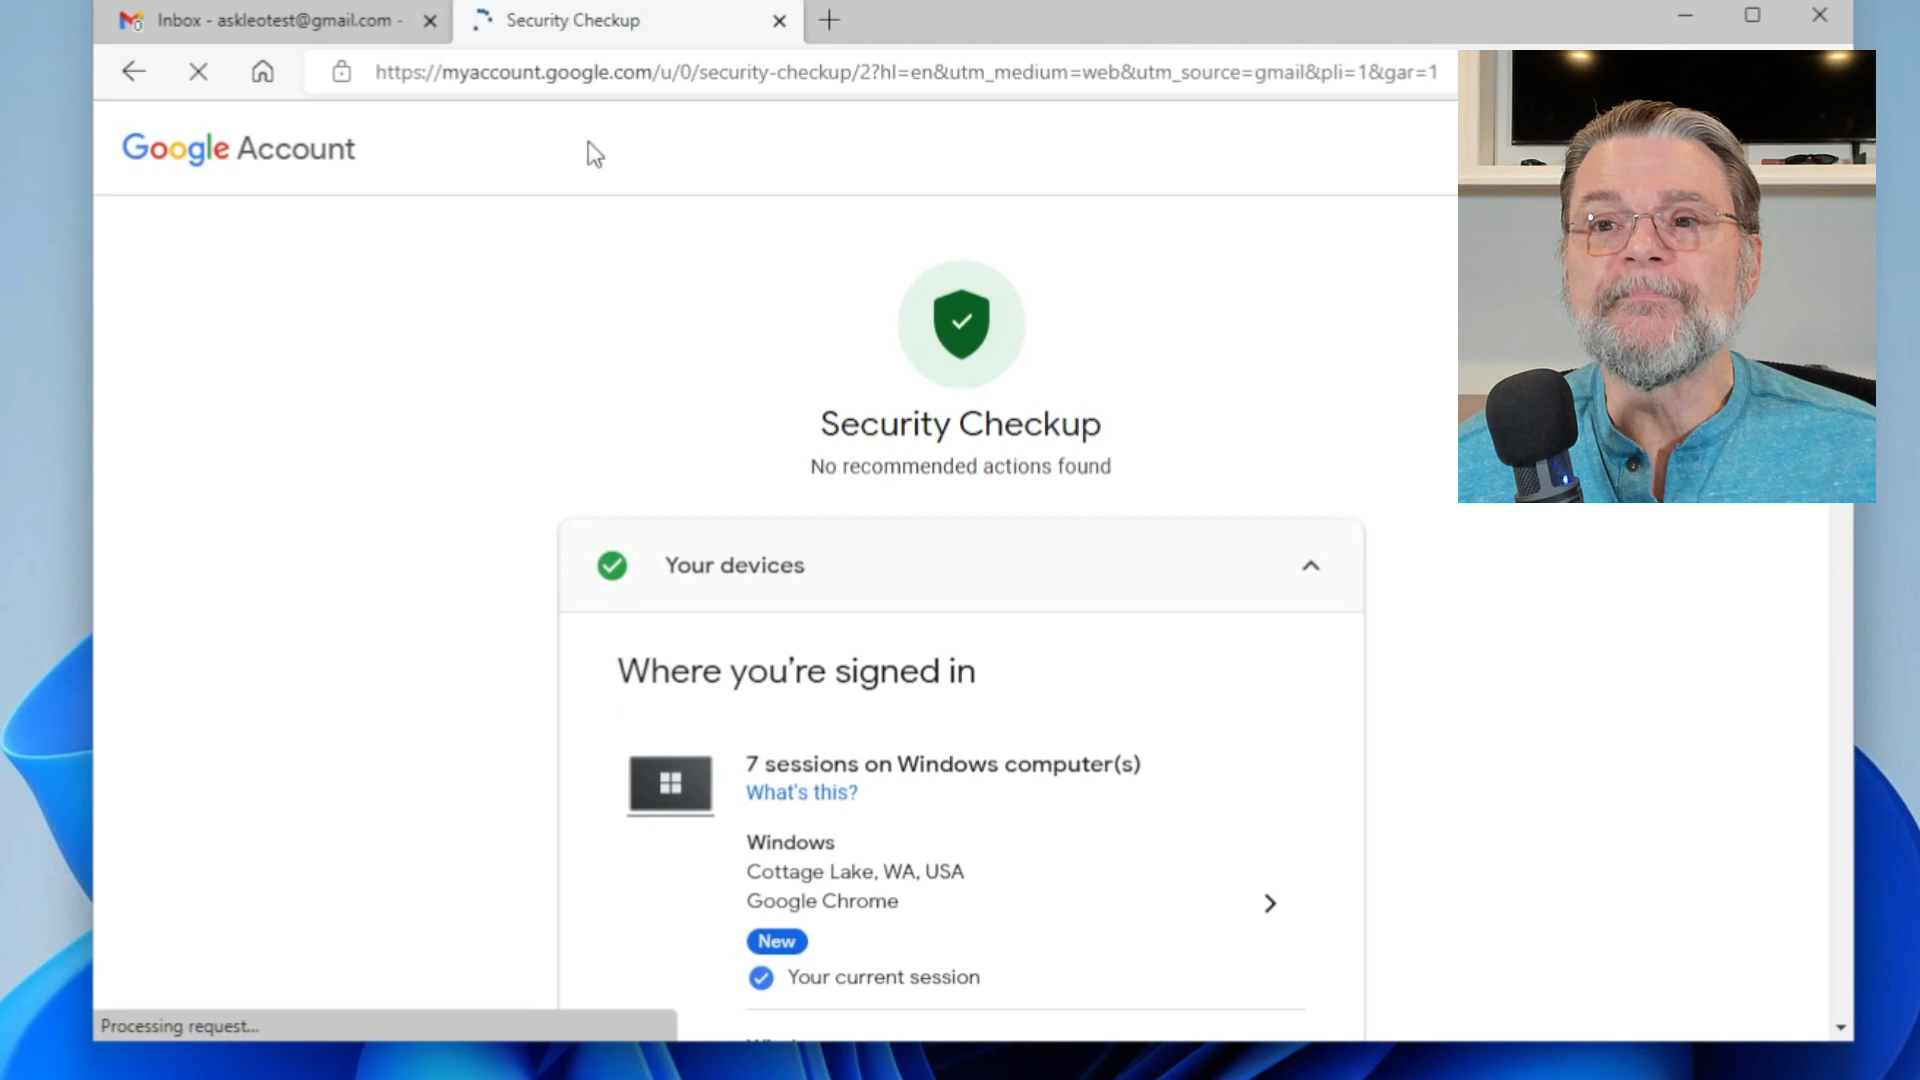 Inbox - askleotest@gmail.com -
Security Checkup
https://myaccount.google.com/u/0/security-checkup/2?hl=en&utm_medium=web&utm_source=gmail&pli=1&gar=1
Google Account
Security Checkup
No recommended actions found
Your devices
Where you're signed in
7 sessions on Windows computer(s)
What's this?
Windows
Cottage Lake, WA, USA
Google Chrome
New
Your current session
Processing request...